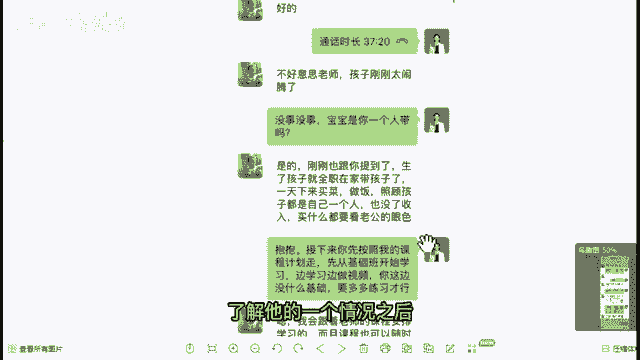 好的
通话时长 37:20
不好意思老师，孩子刚刚太闹
腾了
没事没事，宝宝是你一个人带
吗？
是的，刚刚也跟你提到了，生
了孩子就全职在家带孩子了，
一天下来买菜，做饭，照顾孩
子都是自己一个人，也没了收
入，买什么都要看老公的眼色
抱抱，接下来你先按照我的课
程计划走，先从基础班开始学
习，边学习边做视频，你这边
没什么基础，要多多练习才行
了解他的一个情况之后
学习的，而且课程也可以随时
鸟瞰图 50%
查看所有图片